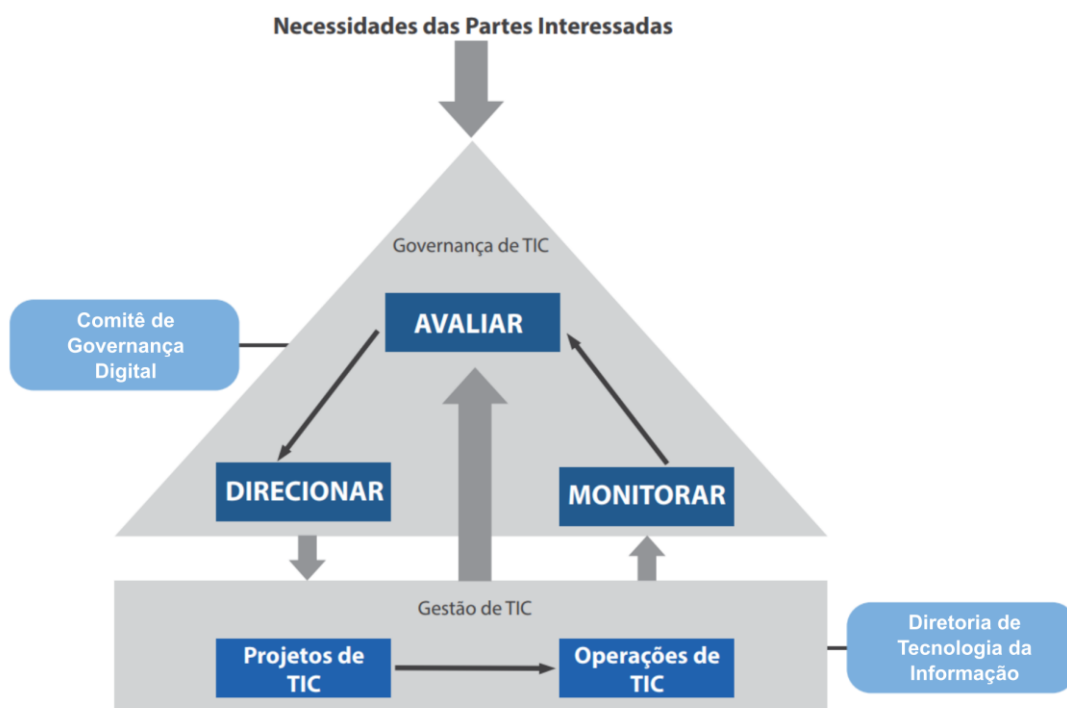 Necessidades das Partes Interessadas
Governança de TIC
AVALIAR
Comitê de
Governança
Digital
DIRECIONAR
MONITORAR
Gestão de TIC
Projetos de
TIC
Operações de
TIC
Diretoria de
Tecnologia da
Informação